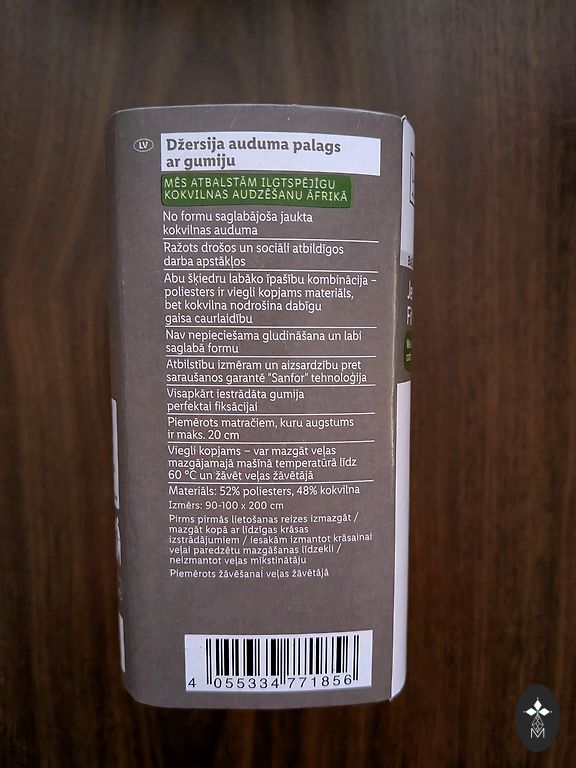 LV
Džersija auduma palags
ar gumiju
MĒS ATBALSTĀM ILGTSPĒJĪGU
KOKVILNAS AUDZĒŠANU ĀFRIKĀ
No formu saglabājoša jaukta
kokvilnas auduma
Ražots drošos un sociāli atbildīgos
darba apstākļos
Abu šķiedru labāko īpašību kombinācija –
poliesters ir viegli kopjams materiāls,
bet kokvilna nodrošina dabīgu
gaisa caurlaidību
Nav nepieciešama gludināšana un labi
saglabā formu
Atbilstību izmēram un aizsardzību pret
saraušanos garantē "Sanfor" tehnoloģija
Visapkārt iestrādāta gumija
perfektai fiksācijai
Piemērots matračiem, kuru augstums
ir maks. 20 cm
Viegli kopjams – var mazgāt veļas
mazgājamajā mašīnā temperatūrā līdz
60 °C un žāvēt veļas žāvētājā
Materiāls: 52% poliesters, 48% kokvilna
Izmērs: 90-100 x 200 cm
Pirms pirmās lietošanas reizes izmazgāt /
mazgāt kopā ar līdzīgas krāsas
izstrādājumiem / iesakām izmantot krāsainai
veļai paredzētu mazgāšanas līdzekli /
neizmantot veļas mīkstinātāju
Piemērots žāvēšanai veļas žāvētājā
4 055334 771856
M